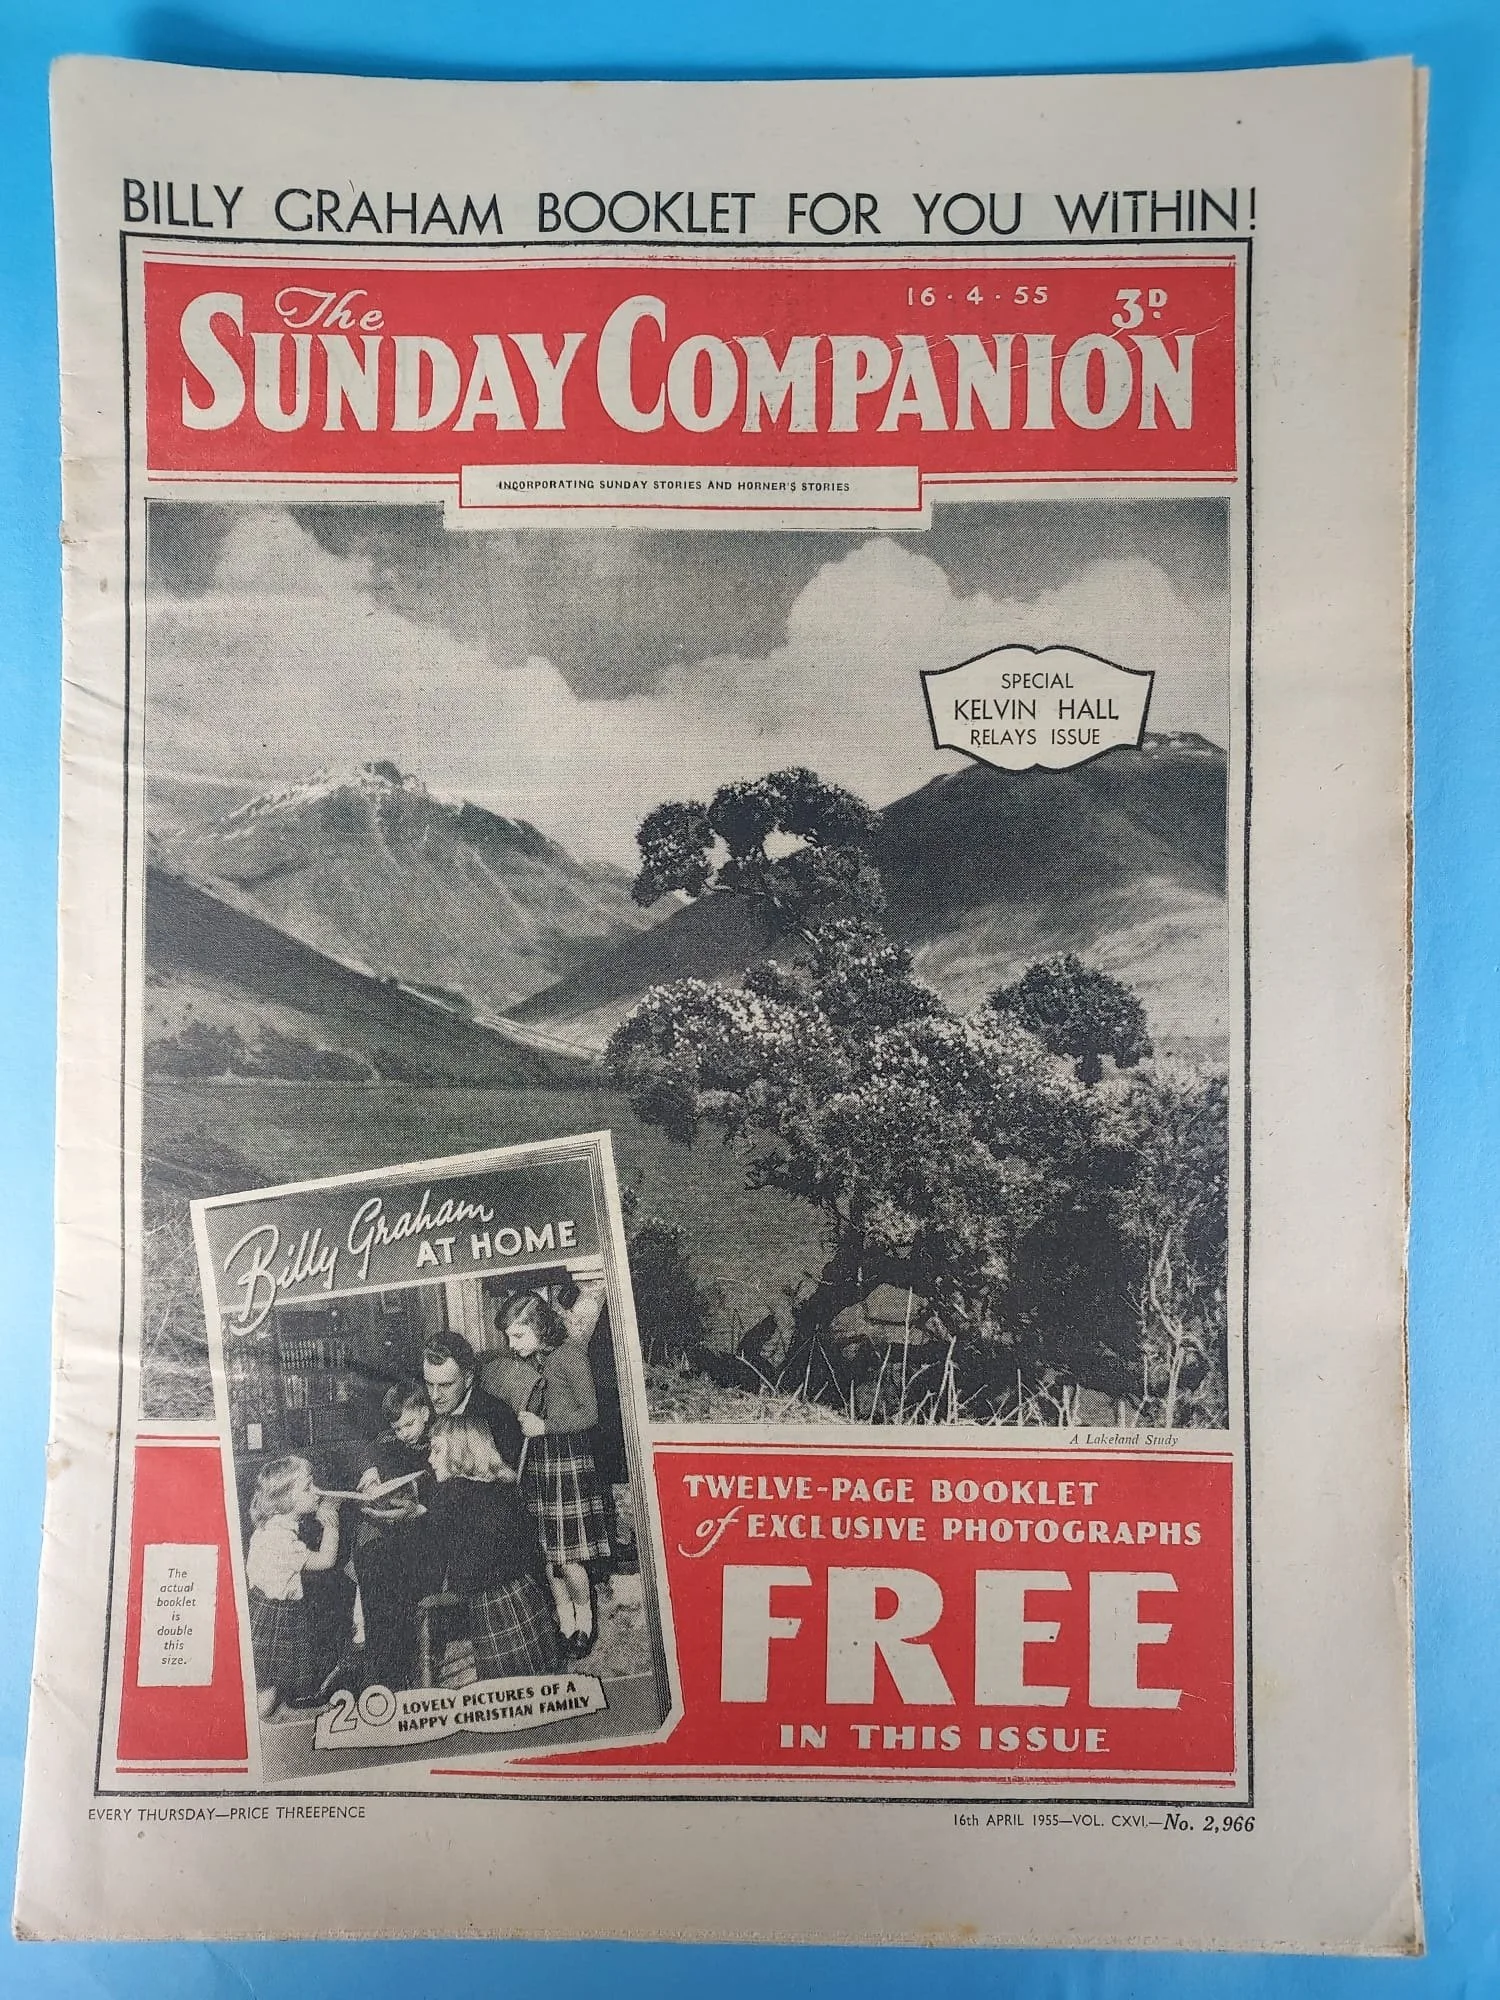 BILLY GRAHAM BOOKLET FOR YOU WITHIN!
16·4·55
3D.
The
SUNDAY COMPANION
INCORPORATING SUNDAY STORIES AND HORNER'S STORIES
SPECIAL
KELVIN HALL
RELAYS ISSUE
Billy Graham
AT HOME
20 LOVELY PICTURES OF A
HAPPY CHRISTIAN FAMILY
A Lakeland Study
The
actual
booklet
is
double
this
size.
TWELVE-PAGE BOOKLET
of EXCLUSIVE PHOTOGRAPHS
FREE
IN THIS ISSUE
EVERY THURSDAY—PRICE THREEPENCE
16th APRIL 1955—VOL. CXVI.—No. 2,966